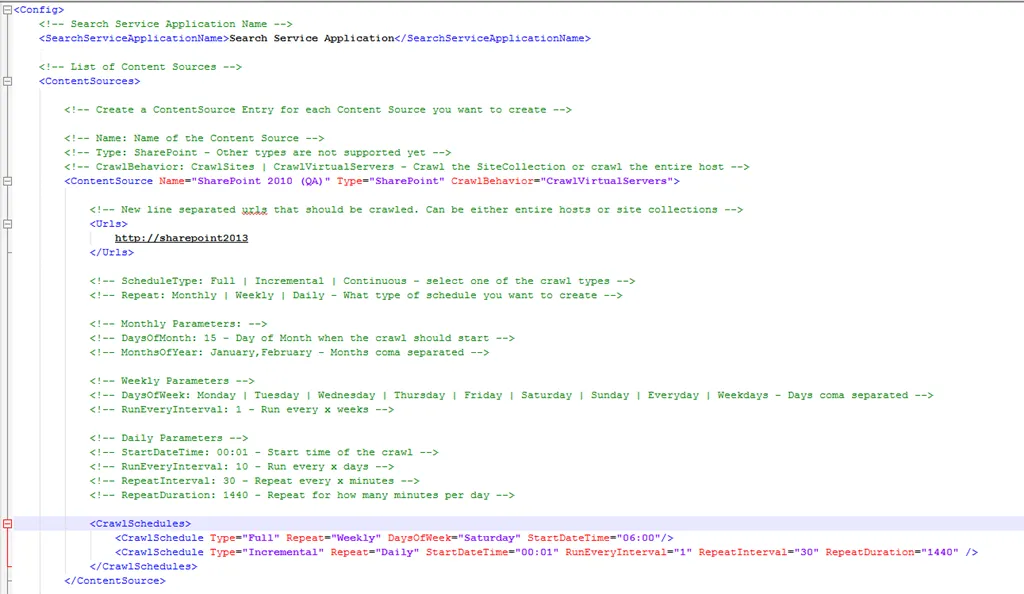 <Config>
<!-- Search Service Application Name -->
<SearchServiceApplicationName>Search Service Application</SearchServiceApplicationName>
<!-- List of Content Sources -->
<ContentSources>
<!-- Create a ContentSource Entry for each Content Source you want to create -->
<!-- Name: Name of the Content Source -->
<!-- Type: SharePoint - Other types are not supported yet -->
<!-- CrawlBehavior: CrawlSites | CrawlVirtualServers - Crawl the SiteCollection or crawl the entire host -->
<ContentSource Name="SharePoint 2010 (QA)" Type="SharePoint" CrawlBehavior="CrawlVirtualServers">
<!-- New line separated urls that should be crawled. Can be either entire hosts or site collections -->
<Urls>
http://sharepoint2013
</Urls>
<!-- ScheduleType: Full | Incremental | Continuous - select one of the crawl types -->
<!-- Repeat: Monthly | Weekly | Daily - What type of schedule you want to create -->
<!-- Monthly Parameters: -->
<!-- DaysOfMonth: 15 - Day of Month when the crawl should start -->
<!-- MonthsOfYear: January,February - Months coma separated -->
<!-- Weekly Parameters -->
<!-- DaysOfWeek: Monday | Tuesday | Wednesday | Thursday | Friday | Saturday | Sunday | Everyday | Weekdays - Days coma separated -->
<!-- RunEveryInterval: 1 - Run every x weeks -->
<!-- Daily Parameters -->
<!-- StartDateTime: 00:01 - Start time of the crawl -->
<!-- RunEveryInterval: 10 - Run every x days -->
<!-- RepeatInterval: 30 - Repeat every x minutes -->
<!-- RepeatDuration: 1440 - Repeat for how many minutes per day -->
<CrawlSchedules>
<CrawlSchedule Type="Full" Repeat="Weekly" DaysOfWeek="Saturday" StartDateTime="06:00"/>
<CrawlSchedule Type="Incremental" Repeat="Daily" StartDateTime="00:01" RunEveryInterval="1" RepeatInterval="30" RepeatDuration="1440" />
</CrawlSchedules>
</ContentSource>